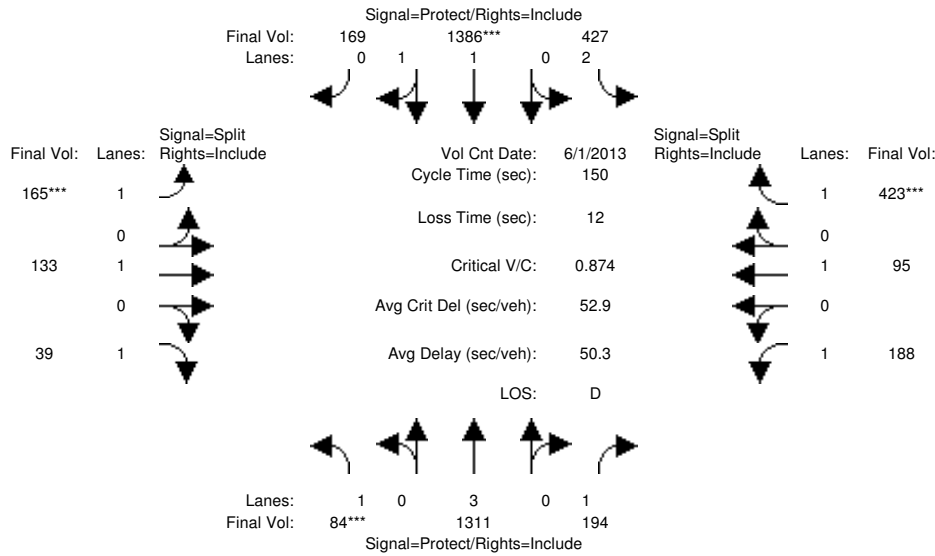 Signal=Protect/Rights=Include
Final Vol: 169 1386*** 427
Lanes: 0 1 1 0 2
Signal=Split
Final Vol: Lanes: Rights=Include
Vol Cnt Date: 6/1/2013
Signal=Split
Rights=Include Lanes: Final Vol:
Cycle Time (sec): 150
165*** 1
1 423***
Loss Time (sec): 12
0
0
133 1
Critical V/C: 0.874
1 95
0
Avg Crit Del (sec/veh): 52.9
0
39 1
Avg Delay (sec/veh): 50.3
1 188
LOS: D
Lanes: 1 0 3 0 1
Final Vol: 84*** 1311 194
Signal=Protect/Rights=Include